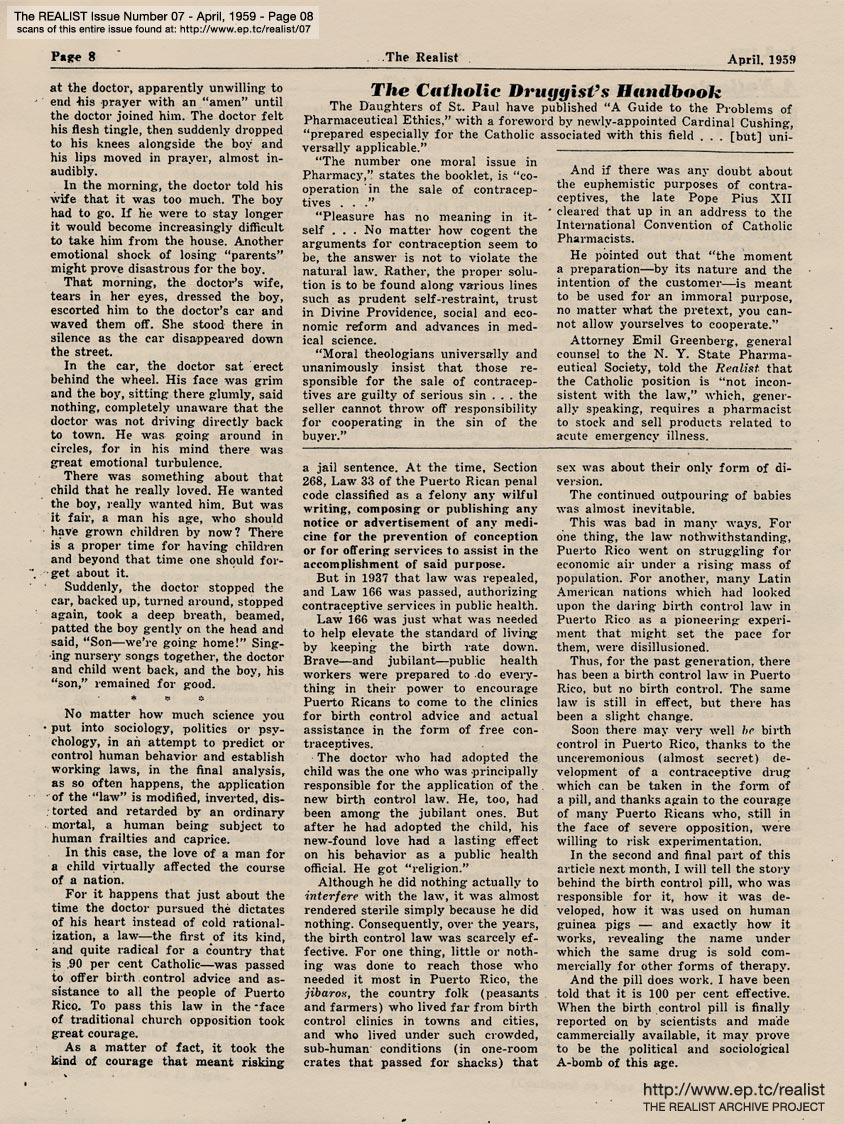 The REALIST Issue Number 07 - April, 1959 - Page 08
scans of this entire issue found at: http://www.ep.tc/realist/07
Page 8
The Realist
April, 1959
at the doctor, apparently unwilling to
end his prayer with an "amen" until
the doctor joined him. The doctor felt
his flesh tingle, then suddenly dropped
to his knees alongside the boy and
his lips moved in prayer, almost in-
audibly.
In the morning, the doctor told his
wife that it was too much. The boy
had to go. If he were to stay longer
it would become increasingly difficult
to take him from the house. Another
emotional shock of losing "parents"
might prove disastrous for the boy.
That morning, the doctor's wife,
tears in her eyes, dressed the boy,
escorted him to the doctor's car and
waved them off. She stood there in
silence as the car disappeared down
the street.
In the car, the doctor sat erect
behind the wheel. His face was grim
and the boy, sitting there glumly, said
nothing, completely unaware that the
doctor was not driving directly back
to town. He was going around in
circles, for in his mind there was
great emotional turbulence.
There was something about that
child that he really loved. He wanted
the boy, really wanted him. But was
it fair, a man his age, who should
have grown children by now? There
is a proper time for having children
and beyond that time one should for-
get about it.
Suddenly, the doctor stopped the
car, backed up, turned around, stopped
again, took a deep breath, beamed,
patted the boy gently on the head and
said, "Son—we're going home!" Sing-
ing nursery songs together, the doctor
and child went back, and the boy, his
"son," remained for good.
* * *
No matter how much science you
put into sociology, politics or psy-
chology, in an attempt to predict or
control human behavior and establish
working laws, in the final analysis,
as so often happens, the application
of the "law" is modified, inverted, dis-
torted and retarded by an ordinary
mortal, a human being subject to
human frailties and caprice.
In this case, the love of a man for
a child virtually affected the course
of a nation.
For it happens that just about the
time the doctor pursued the dictates
of his heart instead of cold rational-
ization, a law—the first of its kind,
and quite radical for a country that
is 90 per cent Catholic—was passed
to offer birth control advice and as-
sistance to all the people of Puerto
Rico. To pass this law in the face
of traditional church opposition took
great courage.
As a matter of fact, it took the
kind of courage that meant risking
The Catholic Druggist's Handbook
The Daughters of St. Paul have published "A Guide to the Problems of
Pharmaceutical Ethics," with a foreword by newly-appointed Cardinal Cushing,
"prepared especially for the Catholic associated with this field . . . [but] uni-
versally applicable."
"The number one moral issue in
Pharmacy," states the booklet, is "co-
operation in the sale of contracep-
tives . . ."
"Pleasure has no meaning in it-
self . . . No matter how cogent the
arguments for contraception seem to
be, the answer is not to violate the
natural law. Rather, the proper solu-
tion is to be found along various lines
such as prudent self-restraint, trust
in Divine Providence, social and eco-
nomic reform and advances in med-
ical science.
"Moral theologians universally and
unanimously insist that those re-
sponsible for the sale of contracep-
tives are guilty of serious sin . . . the
seller cannot throw off responsibility
for cooperating in the sin of the
buyer."
And if there was any doubt about
the euphemistic purposes of contra-
ceptives, the late Pope Pius XII
cleared that up in an address to the
International Convention of Catholic
Pharmacists.
He pointed out that "the moment
a preparation—by its nature and the
intention of the customer—is meant
to be used for an immoral purpose,
no matter what the pretext, you can-
not allow yourselves to cooperate."
Attorney Emil Greenberg, general
counsel to the N. Y. State Pharma-
ceutical Society, told the Realist that
the Catholic position is "not incon-
sistent with the law," which, gener-
ally speaking, requires a pharmacist
to stock and sell products related to
acute emergency illness.
a jail sentence. At the time, Section
268, Law 33 of the Puerto Rican penal
code classified as a felony any wilful
writing, composing or publishing any
notice or advertisement of any medi-
cine for the prevention of conception
or for offering services to assist in the
accomplishment of said purpose.
But in 1937 that law was repealed,
and Law 166 was passed, authorizing
contraceptive services in public health.
Law 166 was just what was needed
to help elevate the standard of living
by keeping the birth rate down.
Brave—and jubilant—public health
workers were prepared to do every-
thing in their power to encourage
Puerto Ricans to come to the clinics
for birth control advice and actual
assistance in the form of free con-
traceptives.
The doctor who had adopted the
child was the one who was principally
responsible for the application of the
new birth control law. He, too, had
been among the jubilant ones. But
after he had adopted the child, his
new-found love had a lasting effect
on his behavior as a public health
official. He got "religion."
Although he did nothing actually to
interfere with the law, it was almost
rendered sterile simply because he did
nothing. Consequently, over the years,
the birth control law was scarcely ef-
fective. For one thing, little or noth-
ing was done to reach those who
needed it most in Puerto Rico, the
jibaros, the country folk (peasants
and farmers) who lived far from birth
control clinics in towns and cities,
and who lived under such crowded,
sub-human conditions (in one-room
crates that passed for shacks) that
sex was about their only form of di-
version.
The continued outpouring of babies
was almost inevitable.
This was bad in many ways. For
one thing, the law nothwithstanding,
Puerto Rico went on struggling for
economic air under a rising mass of
population. For another, many Latin
American nations which had looked
upon the daring birth control law in
Puerto Rico as a pioneering experi-
ment that might set the pace for
them, were disillusioned.
Thus, for the past generation, there
has been a birth control law in Puerto
Rico, but no birth control. The same
law is still in effect, but there has
been a slight change.
Soon there may very well be birth
control in Puerto Rico, thanks to the
unceremonious (almost secret) de-
velopment of a contraceptive drug
which can be taken in the form of
a pill, and thanks again to the courage
of many Puerto Ricans who, still in
the face of severe opposition, were
willing to risk experimentation.
In the second and final part of this
article next month, I will tell the story
behind the birth control pill, who was
responsible for it, how it was de-
veloped, how it was used on human
guinea pigs — and exactly how it
works, revealing the name under
which the same drug is sold com-
mercially for other forms of therapy.
And the pill does work. I have been
told that it is 100 per cent effective.
When the birth control pill is finally
reported on by scientists and made
commercially available, it may prove
to be the political and sociological
A-bomb of this age.
http://www.ep.tc/realist
THE REALIST ARCHIVE PROJECT